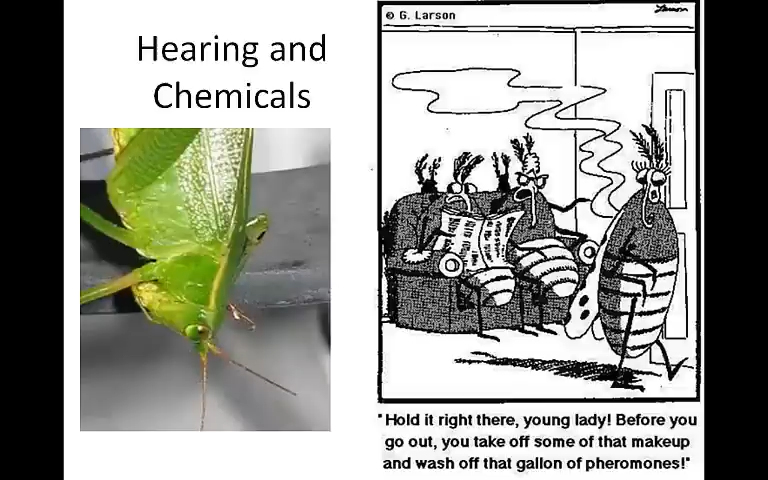 Hearing and
Chemicals
© G. Larson
Larson
"Hold it right there, young lady! Before you
go out, you take off some of that makeup
and wash off that gallon of pheromones!"